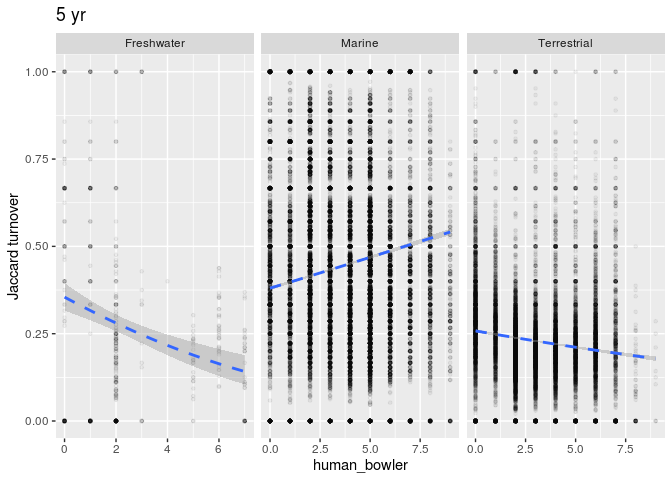 5 yr
Freshwater Marine Terrestrial
Jaccard turnover
1.00
0.75
0.50
0.25
0.00
0 2 4 6 0.0 2.5 5.0 7.5 0.0 2.5 5.0 7.5
human_bowler